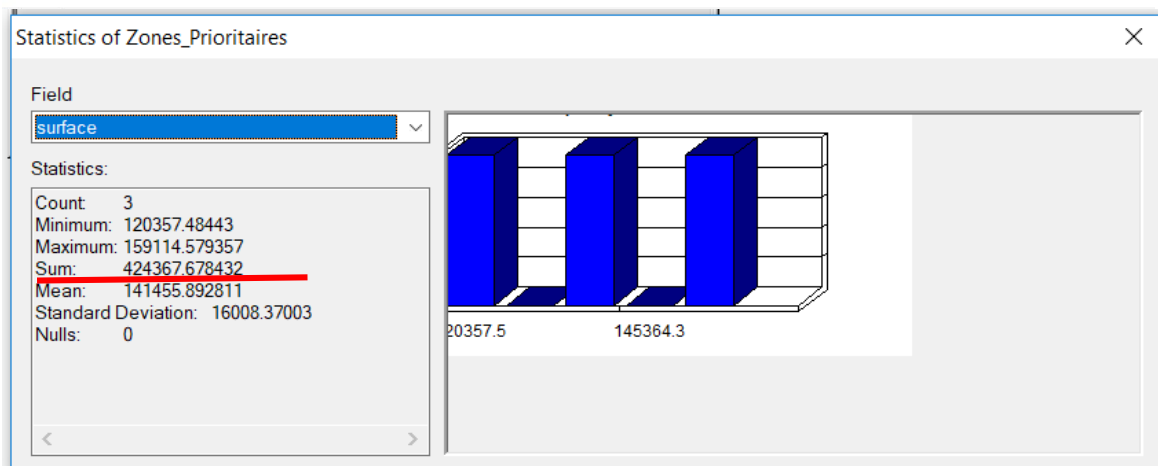 Statistics of Zones_Prioritaires
Field
surface
Statistics:
Count: 3
Minimum: 120357.48443
Maximum: 159114.579357
Sum: 424367.678432
Mean: 141455.892811
Standard Deviation: 16008.37003
Nulls: 0
20357.5 145364.3